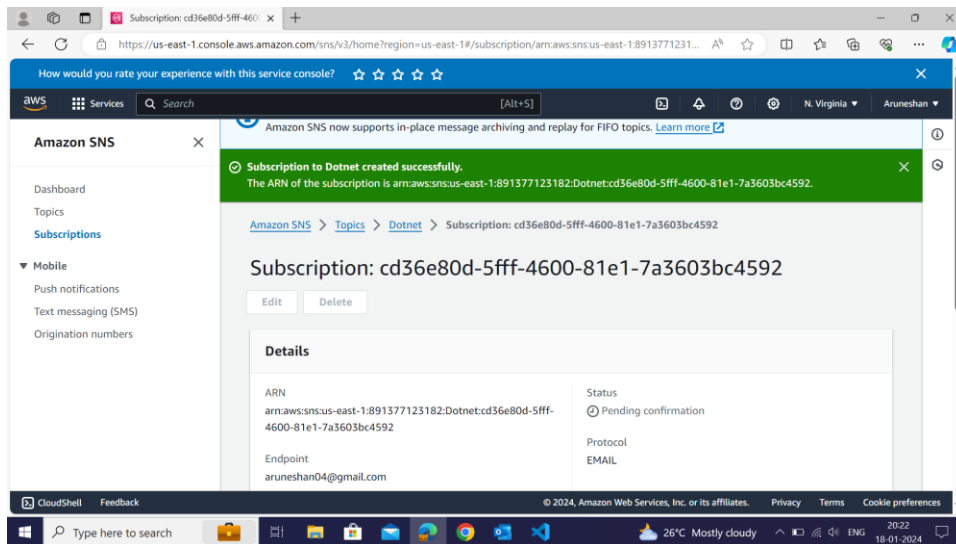 Subscription: cd36e80d-5fff-460
https://us-east-1.console.aws.amazon.com/sns/v3/home?region=us-east-1#/subscription/arn:aws:sns:us-east-1:8913771231...
How would you rate your experience with this service console?
aws
Services
Search
[Alt+S]
N. Virginia
Aruneshan
Amazon SNS
Dashboard
Topics
Subscriptions
Mobile
Push notifications
Text messaging (SMS)
Origination numbers
Amazon SNS now supports in-place message archiving and replay for FIFO topics. Learn more
Subscription to Dotnet created successfully.
The ARN of the subscription is arn:aws:sns:us-east-1:891377123182:Dotnet:cd36e80d-5fff-4600-81e1-7a3603bc4592.
Amazon SNS > Topics > Dotnet > Subscription: cd36e80d-5fff-4600-81e1-7a3603bc4592
Subscription: cd36e80d-5fff-4600-81e1-7a3603bc4592
Edit
Delete
Details
ARN
arn:aws:sns:us-east-1:891377123182:Dotnet:cd36e80d-5fff-
4600-81e1-7a3603bc4592
Endpoint
aruneshan04@gmail.com
Status
Pending confirmation
Protocol
EMAIL
CloudShell
Feedback
© 2024, Amazon Web Services, Inc. or its affiliates.
Privacy
Terms
Cookie preferences
Type here to search
26°C Mostly cloudy
ENG
20:22
18-01-2024